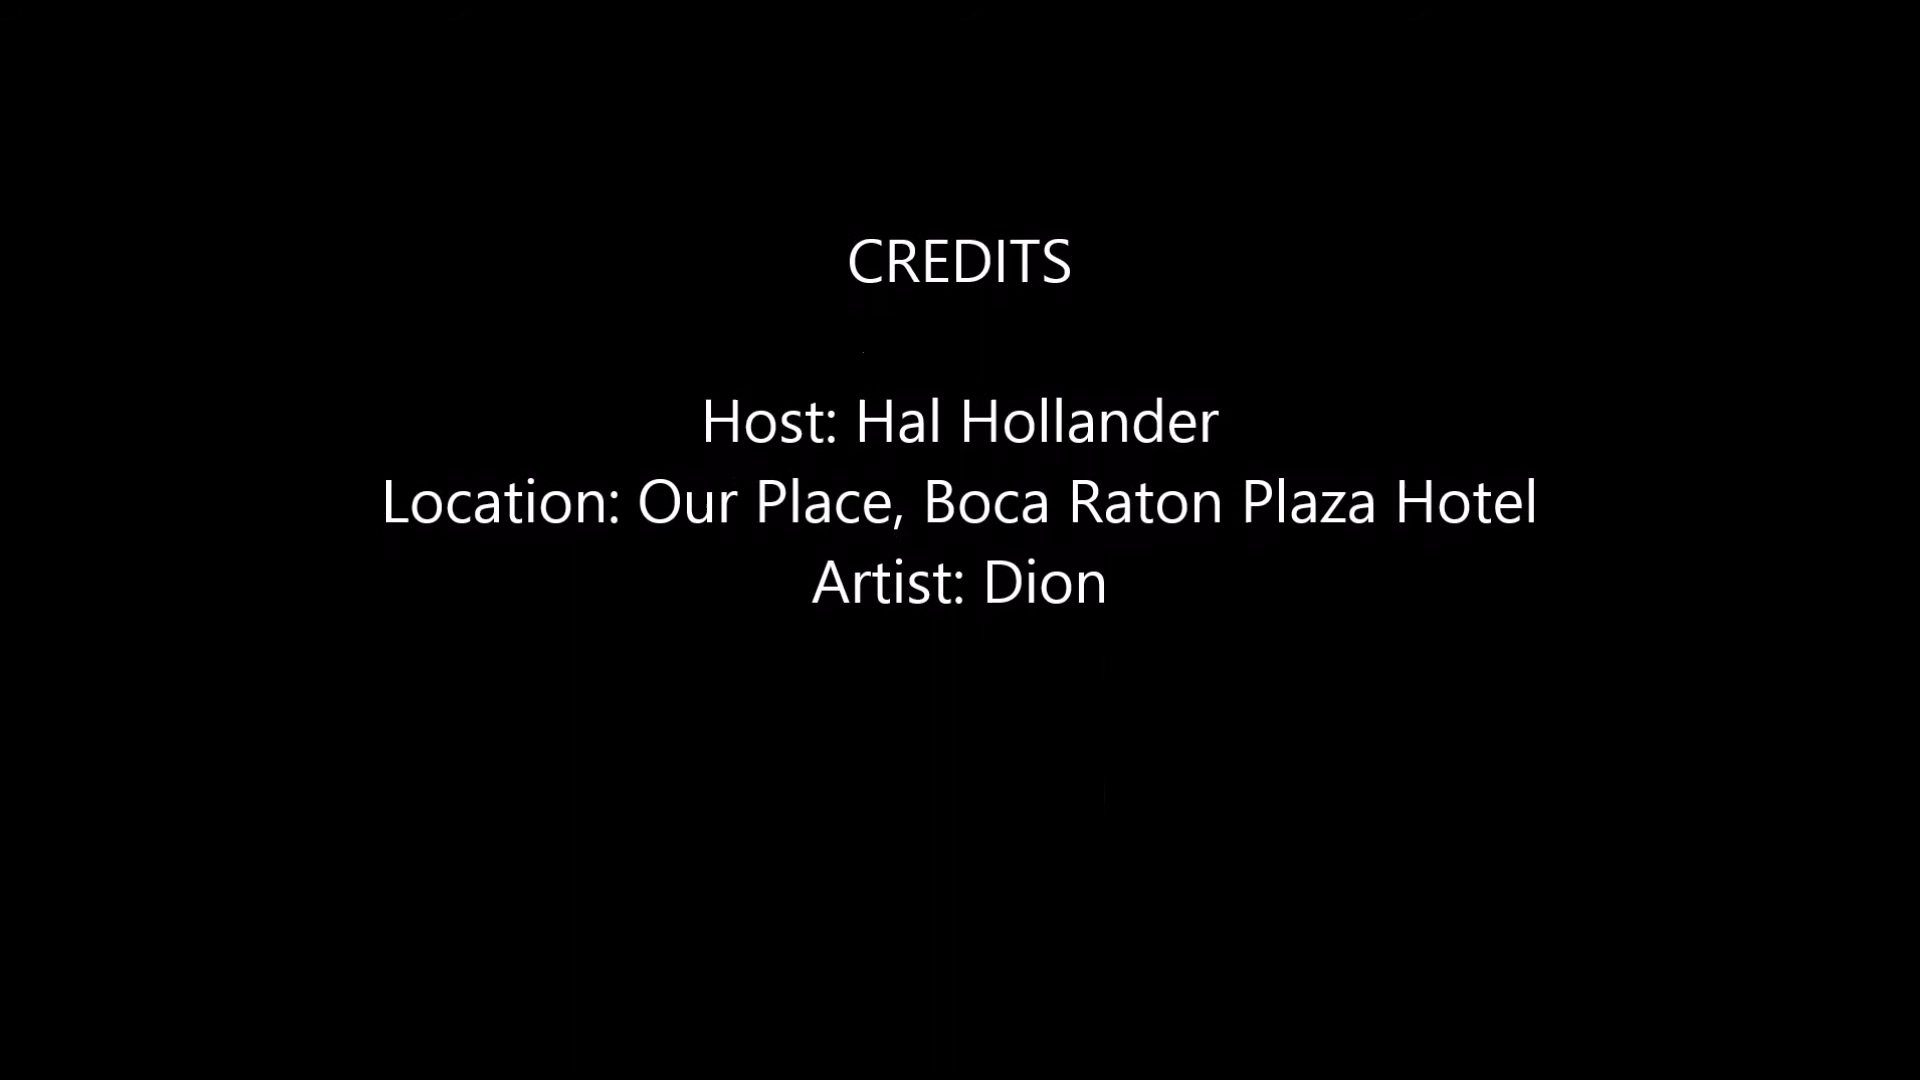 CREDITS
Host: Hal Hollander
Location: Our Place, Boca Raton Plaza Hotel
Artist: Dion